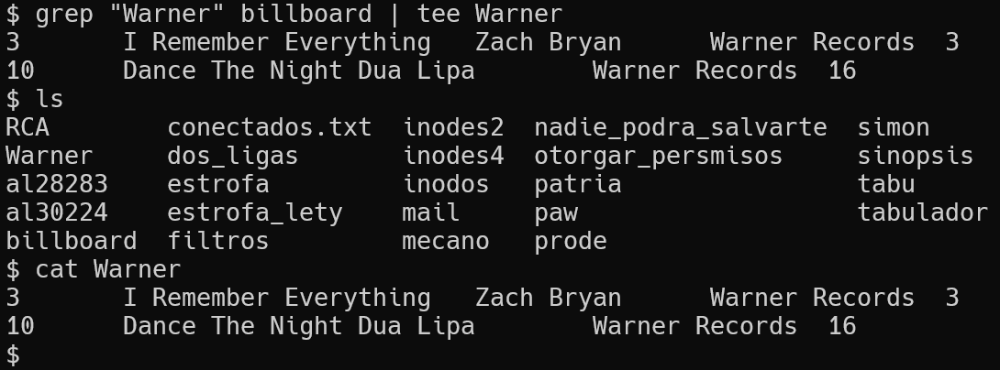 $ grep "Warner" billboard | tee Warner
3       I Remember Everything   Zach Bryan      Warner Records  3
10      Dance The Night Dua Lipa        Warner Records  16
$ ls
RCA        conectados.txt  inodes2  nadie_podra_salvarte  simon
Warner     dos_ligas       inodes4  otorgar_persmisos     sinopsis
al28283    estrofa         inodos   patria                tabu
al30224    estrofa_lety    mail     paw                   tabulador
billboard  filtros         mecano   prode
$ cat Warner
3       I Remember Everything   Zach Bryan      Warner Records  3
10      Dance The Night Dua Lipa        Warner Records  16
$